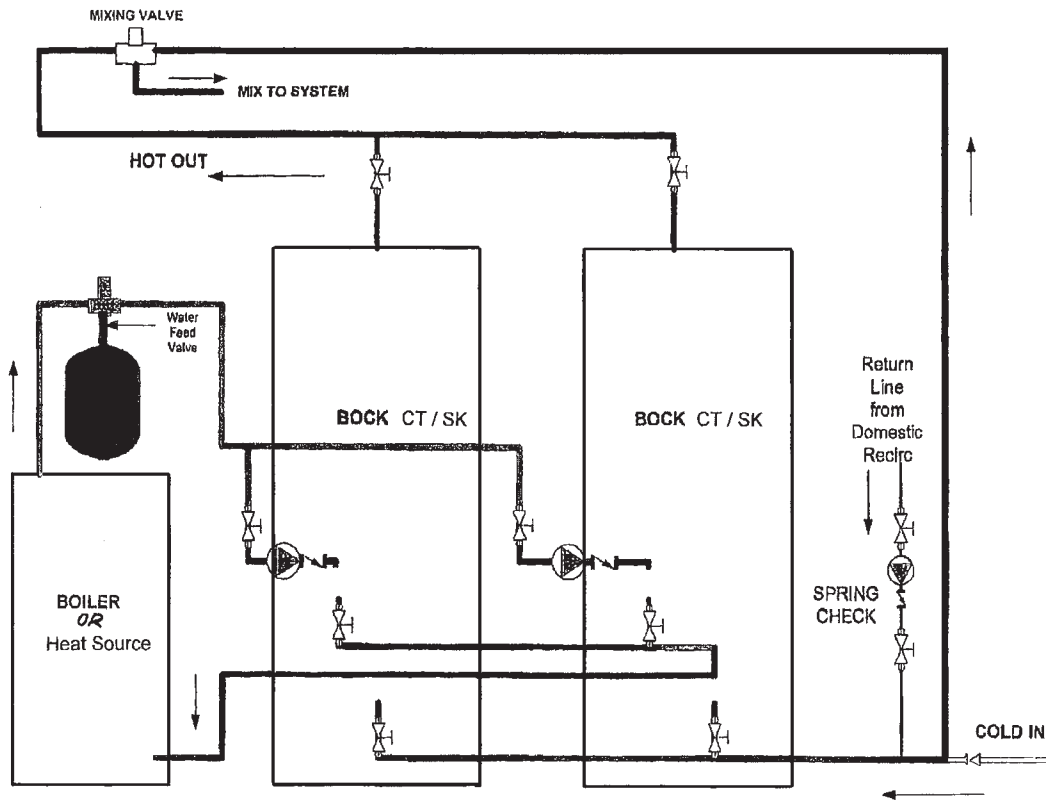 MIXING VALVE
MIX TO SYSTEM
HOT OUT
Water
Feed
Valve
BOCK CT / SK
BOCK CT / SK
Return
Line
from
Domestic
Recirc
BOILER
OR
Heat Source
SPRING
CHECK
COLD IN